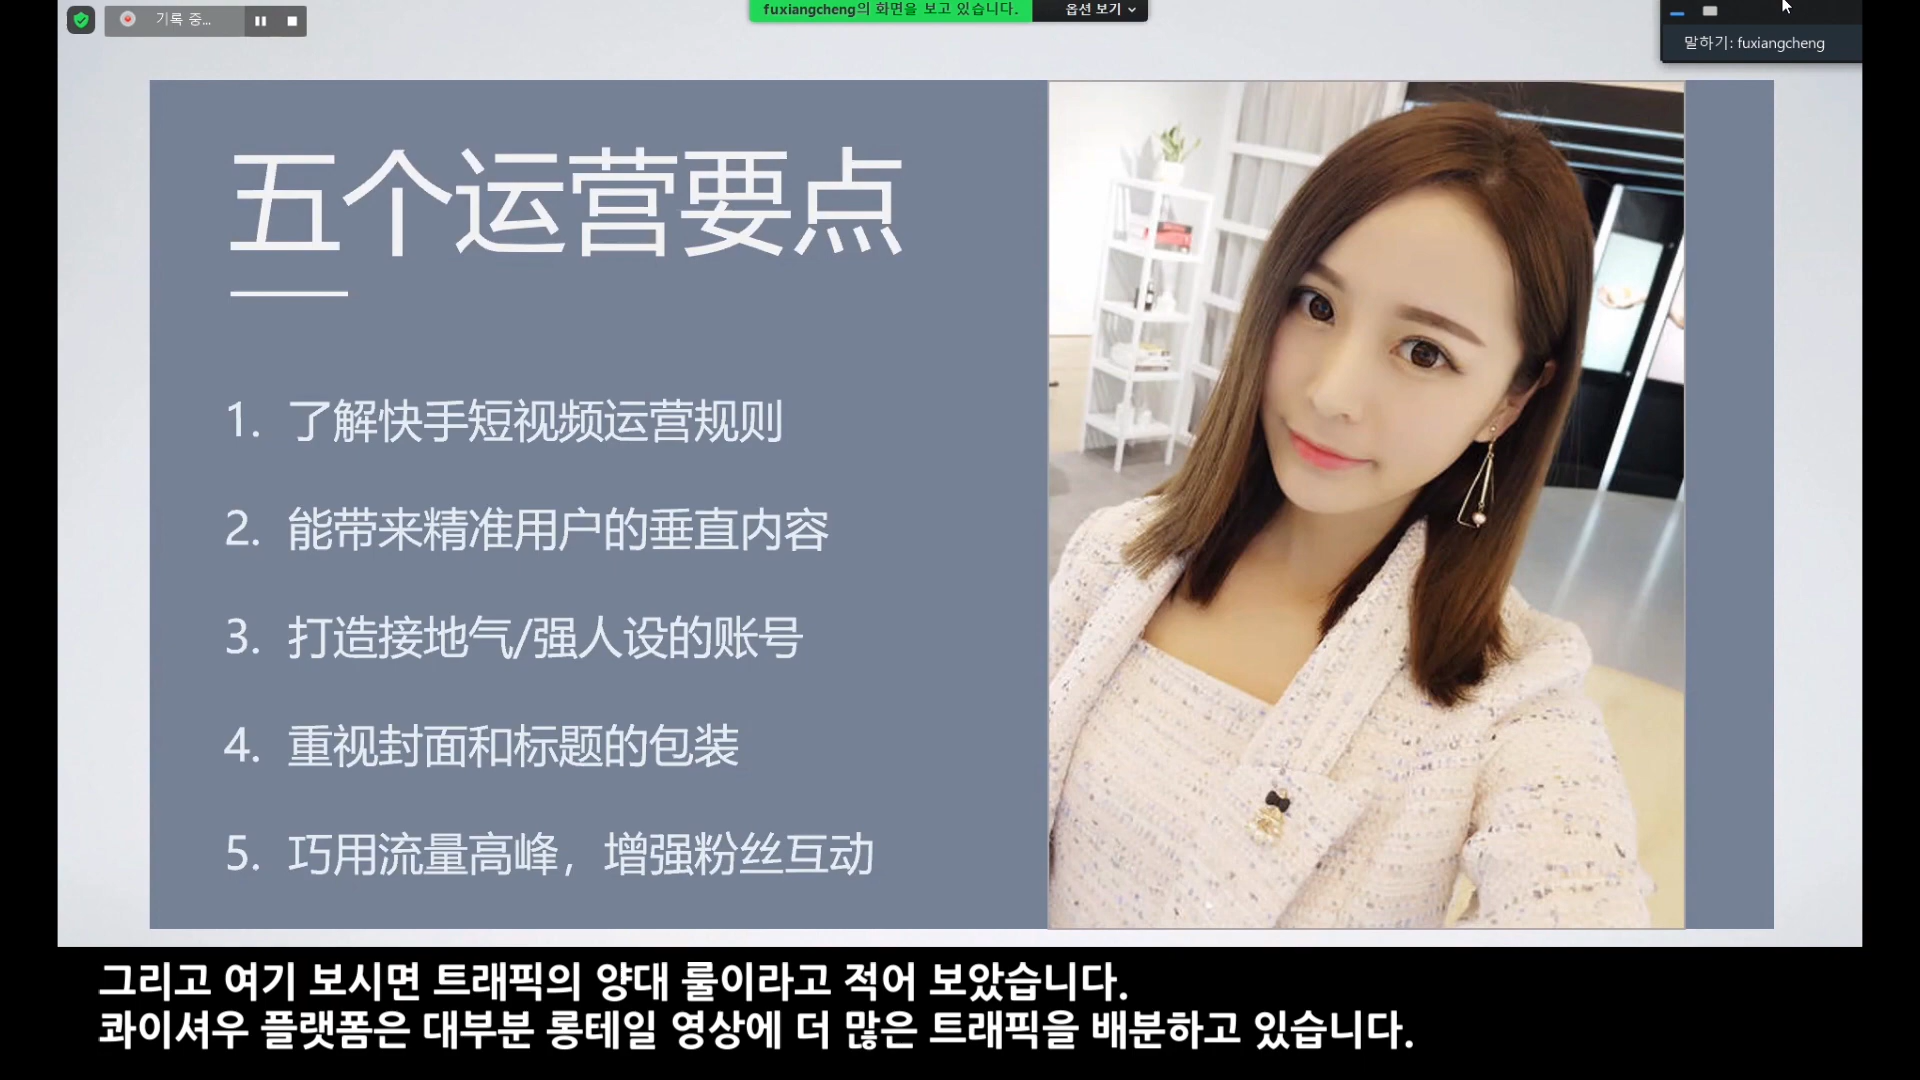 기록 중...
fuxiangcheng의 화면을 보고 있습니다.
옵션 보기
말하기: fuxiangcheng
五个运营要点
1. 了解快手短视频运营规则
2. 能带来精准用户的垂直内容
3. 打造接地气/强人设的账号
4. 重视封面和标题的包装
5. 巧用流量高峰，增强粉丝互动
그리고 여기 보시면 트래픽의 양대 룰이라고 적어 보았습니다.
콰이셔우 플랫폼은 대부분 롱테일 영상에 더 많은 트래픽을 배분하고 있습니다.